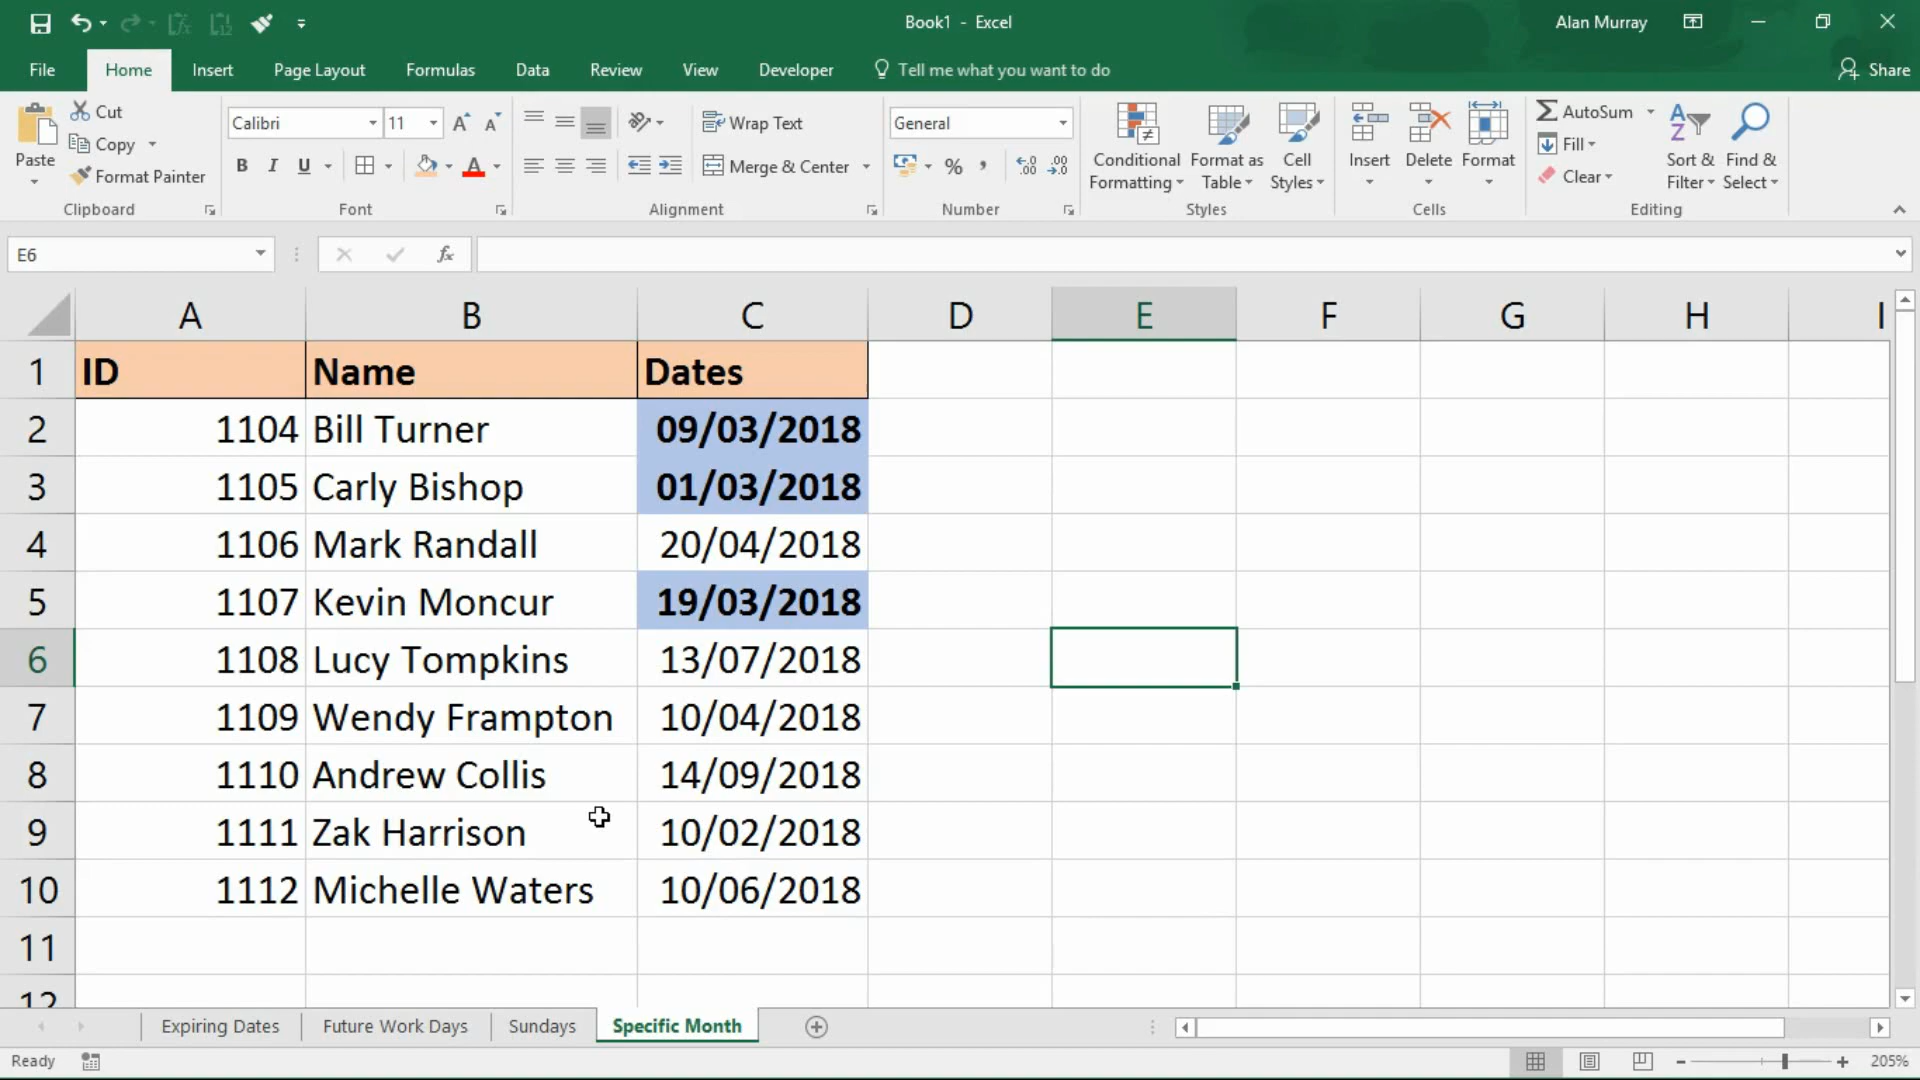 Book1 - Excel
Alan Murray
File Home Insert Page Layout Formulas Data Review View Developer Tell me what you want to do Share
Paste
Cut
Copy
Format Painter
Clipboard
Calibri 11
B I U A
Font
Wrap Text
Merge & Center
Alignment
General
%
Number
Conditional Formatting
Format as Table
Cell Styles
Styles
Insert Delete Format
Cells
AutoSum
Fill
Clear
Sort & Filter
Find & Select
Editing
E6 fx
A B C D E F G H I
1 ID Name Dates
2 1104 Bill Turner 09/03/2018
3 1105 Carly Bishop 01/03/2018
4 1106 Mark Randall 20/04/2018
5 1107 Kevin Moncur 19/03/2018
6 1108 Lucy Tompkins 13/07/2018
7 1109 Wendy Frampton 10/04/2018
8 1110 Andrew Collis 14/09/2018
9 1111 Zak Harrison 10/02/2018
10 1112 Michelle Waters 10/06/2018
11
12
Expiring Dates Future Work Days Sundays Specific Month
Ready 205%